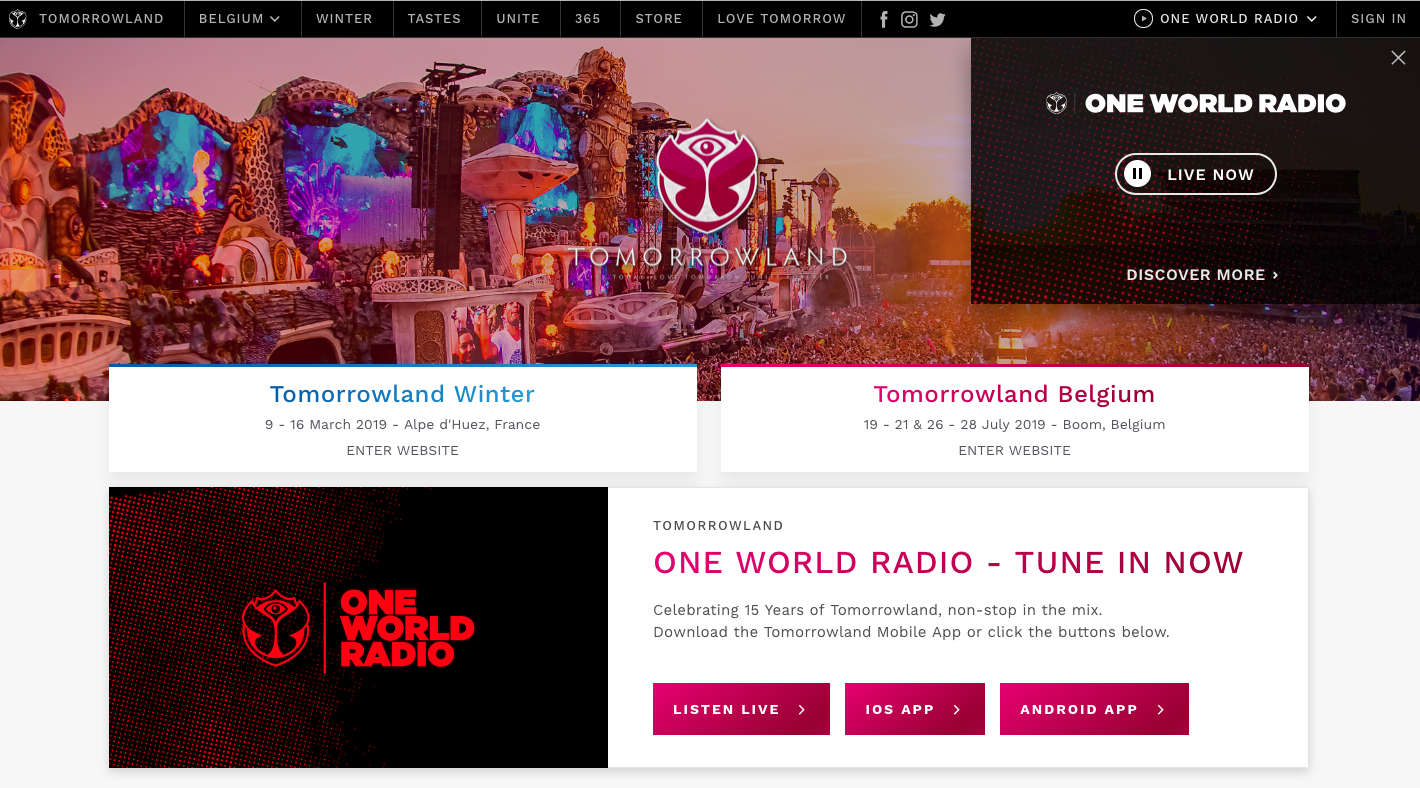 TOMORROWLAND
BELGIUM
WINTER
TASTES
UNITE
365
STORE
LOVE TOMORROW
ONE WORLD RADIO
SIGN IN
ONE WORLD RADIO
LIVE NOW
DISCOVER MORE ›
TOMORROWLAND
Tomorrowland Winter
9 - 16 March 2019 - Alpe d'Huez, France
ENTER WEBSITE
Tomorrowland Belgium
19 - 21 & 26 - 28 July 2019 - Boom, Belgium
ENTER WEBSITE
ONE
WORLD
RADIO
TOMORROWLAND
ONE WORLD RADIO - TUNE IN NOW
Celebrating 15 Years of Tomorrowland, non-stop in the mix.
Download the Tomorrowland Mobile App or click the buttons below.
LISTEN LIVE
IOS APP
ANDROID APP